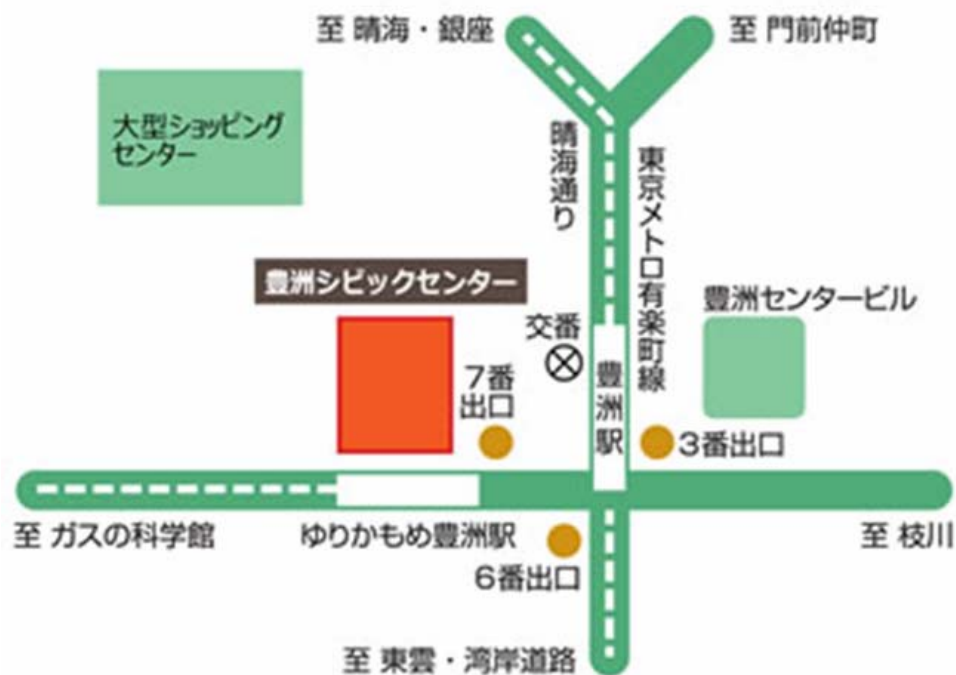 至 晴海・銀座
至 門前仲町
大型ショッピング
センター
晴海通り
東京メトロ有楽町線
豊洲シビックセンター
豊洲センタービル
交番
7番
出口
豊洲駅
3番出口
至 ガスの科学館
ゆりかもめ豊洲駅
至 枝川
6番出口
至 東雲・湾岸道路